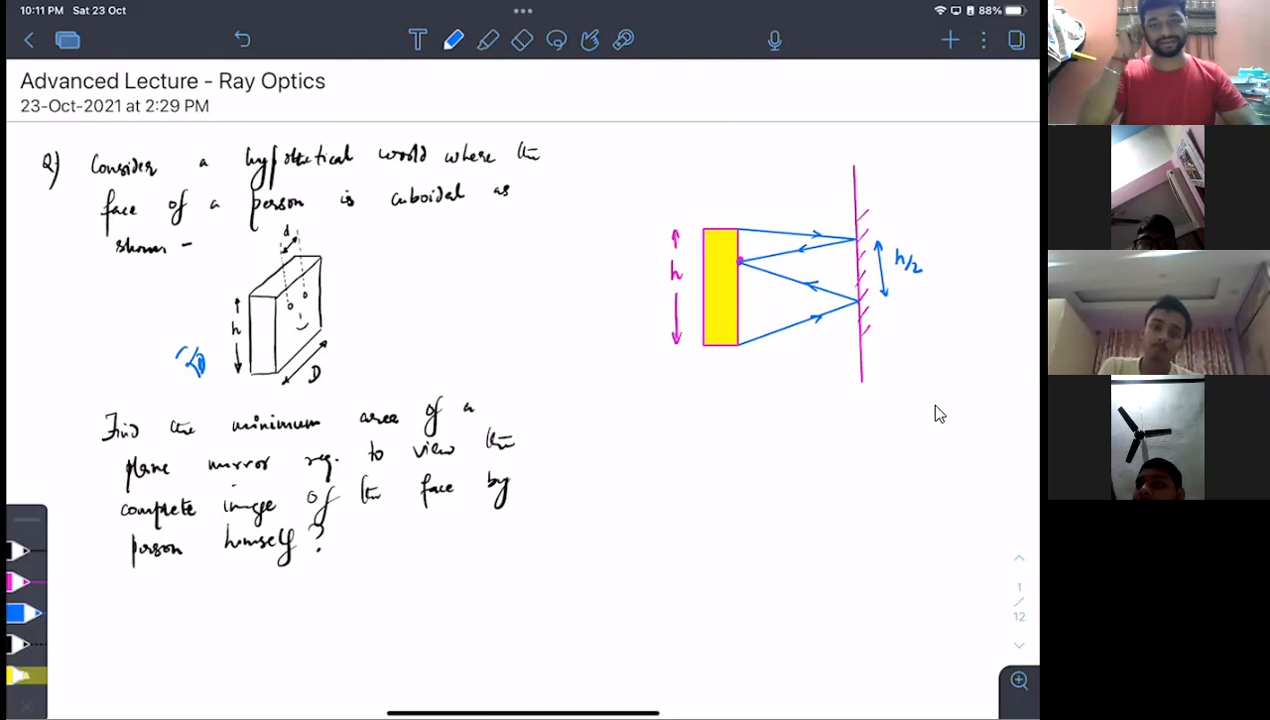 10:11 PM Sat 23 Oct
88%
Advanced Lecture - Ray Optics
23-Oct-2021 at 2:29 PM
Q) Consider a hypothetical world where the
face of a person is cuboidal as
shown -
d
h
D
Find the minimum area of a
plane mirror req. to view the
complete image of the face by
person himself?
h
h/2
1
/
12